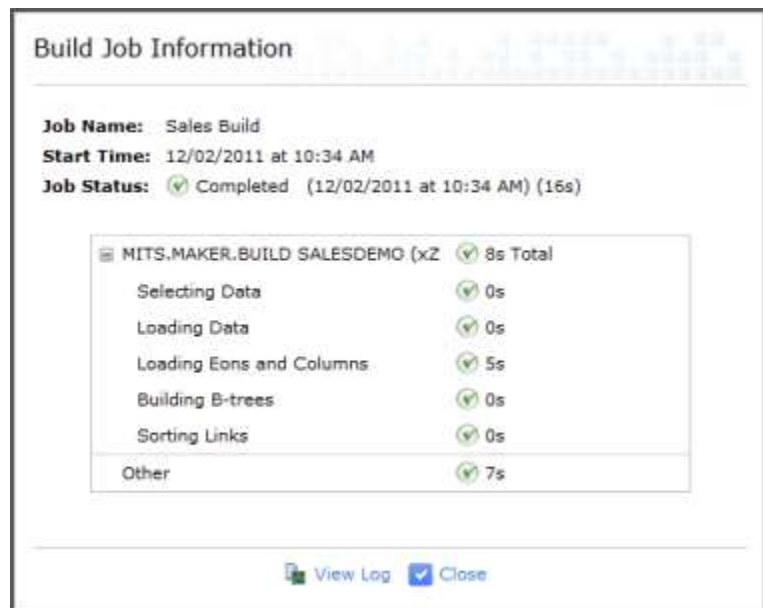 Build Job Information
Job Name: Sales Build
Start Time: 12/02/2011 at 10:34 AM
Job Status: Completed (12/02/2011 at 10:34 AM) (16s)
MITS.MAKER.BUILD SALESDEMO (xZ 8s Total
Selecting Data 0s
Loading Data 0s
Loading Eons and Columns 5s
Building B-trees 0s
Sorting Links 0s
Other 7s
View Log Close